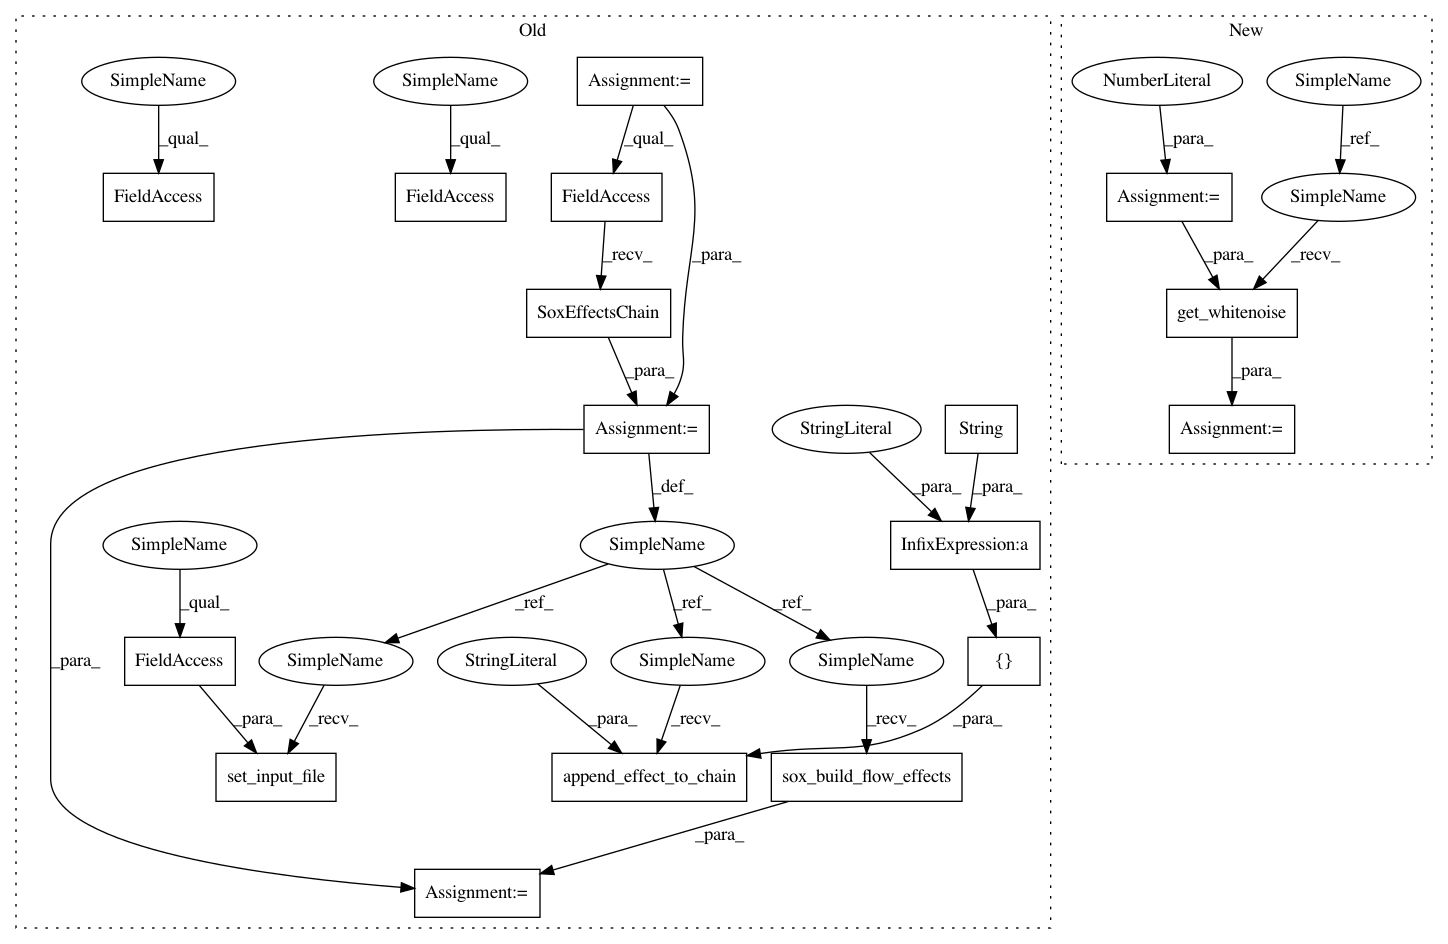 Old
New
SimpleName
SimpleName
Assignment:=
NumberLiteral
SimpleName
_qual_
_qual_
_qual_
_para_
_ref_
FieldAccess
FieldAccess
FieldAccess
Assignment:=
SimpleName
_recv_
_para_
_para_
_recv_
SoxEffectsChain
get_whitenoise
_para_
_para_
Assignment:=
StringLiteral
String
Assignment:=
_def_
_para_
_para_
SimpleName
SimpleName
InfixExpression:a
_qual_
_ref_
_ref_
_ref_
_para_
_para_
FieldAccess
SimpleName
StringLiteral
SimpleName
SimpleName
{}
_para_
_recv_
_para_
_recv_
_recv_
_para_
set_input_file
append_effect_to_chain
sox_build_flow_effects
_para_
Assignment:=